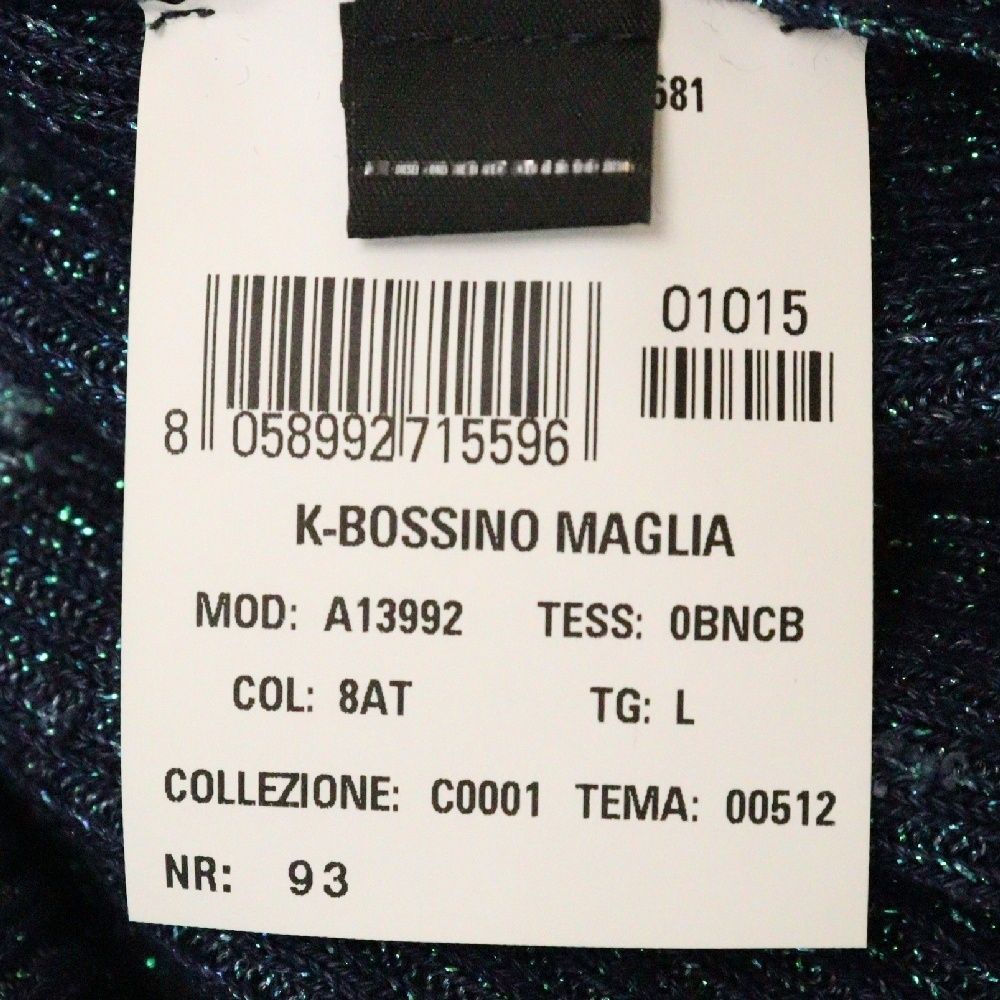 681
01015
8 058992 715596
K-BOSSINO MAGLIA
MOD: A13992 TESS: 0BNCB
COL: 8AT TG: L
COLLEZIONE: C0001 TEMA: 00512
NR: 93